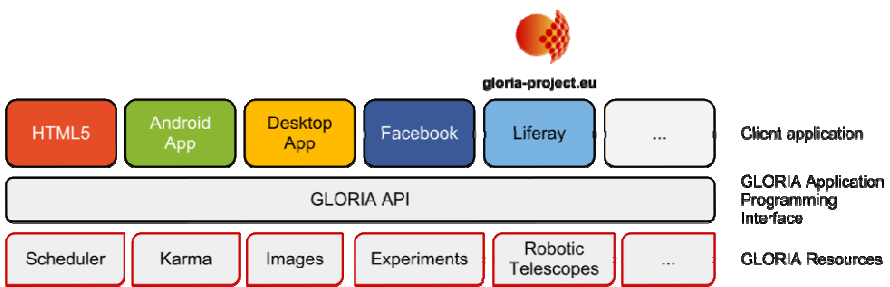 gloria-project.eu
HTML5
Android
App
Desktop
App
Facebook
Liferay
...
Client application
GLORIA API
GLORIA Application
Programming
Interface
Scheduler
Karma
Images
Experiments
Robotic
Telescopes
...
GLORIA Resources